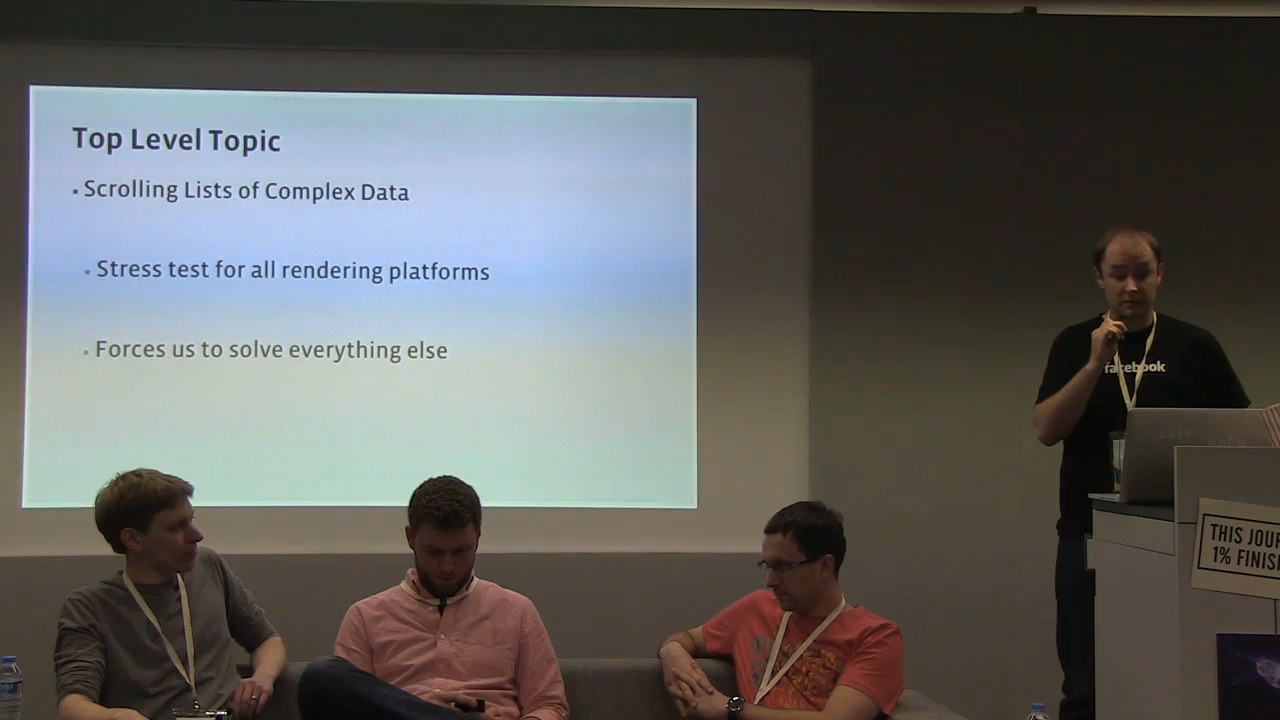 Top Level Topic
▪ Scrolling Lists of Complex Data
▪ Stress test for all rendering platforms
▪ Forces us to solve everything else
facebook
THIS JOUR
1% FINIS